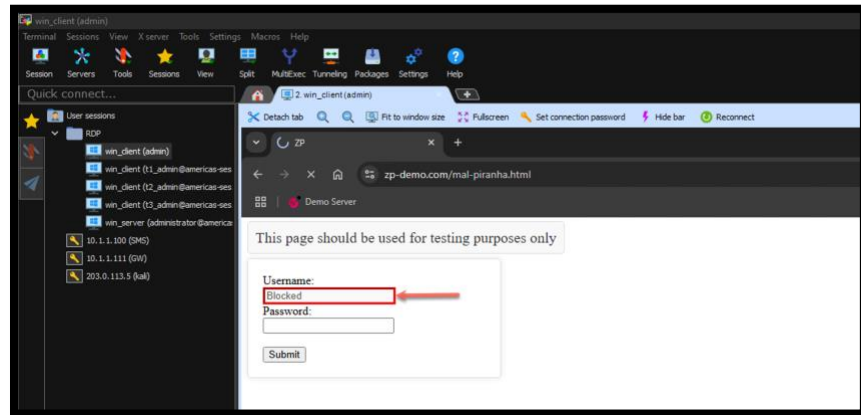 win_client (admin)
Terminal Sessions View X server Tools Settings Macros Help
Session Servers Tools Sessions View Split MultiExec Tunneling Packages Settings Help
Quick connect...
2. win_client (admin)
Detach tab Fit to window size Fullscreen Set connection password Hide bar Reconnect
User sessions
RDP
win_client (admin)
win_client (t1_admin@americas-ses
win_client (t2_admin@americas-ses
win_client (t3_admin@americas-ses
win_server (administrator@americas
10.1.1.100 (SMS)
10.1.1.111 (GW)
203.0.113.5 (kali)
ZP
zp-demo.com/mal-piranha.html
Demo Server
This page should be used for testing purposes only
Username:
Blocked
Password:
Submit